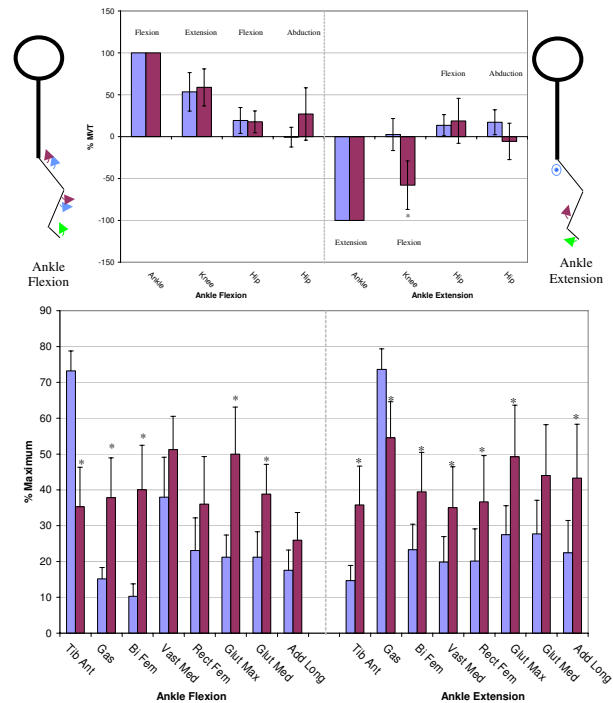 Flexion Extension Flexion Abduction
Flexion Abduction
150
100
50
0
-50
-100
-150
% MVT
*
Extension Flexion
Ankle Knee Hip Hip Ankle Knee Hip Hip
Ankle Flexion Ankle Extension
Ankle
Flexion
Ankle
Extension
90
80
70
60
50
40
30
20
10
0
% Maximum
* * * * * * * * * * * *
Tib Ant Gas Bi Fem Vast Med Rect Fem Glut Max Glut Med Add Long Tib Ant Gas Bi Fem Vast Med Rect Fem Glut Max Glut Med Add Long
Ankle Flexion Ankle Extension